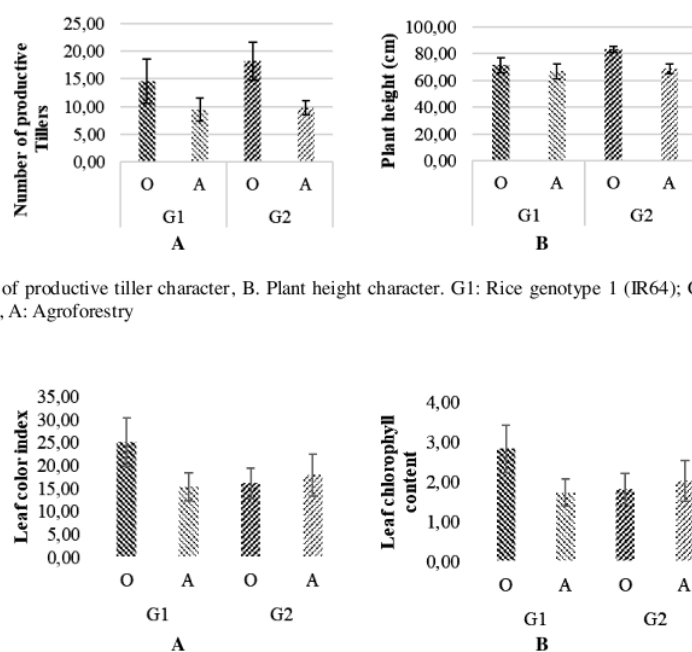 25,00
20,00
15,00
10,00
5,00
0,00
Number of productive
Tillers
O A O A
G1 G2
A
100,00
80,00
60,00
40,00
20,00
0,00
Plant height (cm)
O A O A
G1 G2
B
of productive tiller character, B. Plant height character. G1: Rice genotype 1 (IR64);
, A: Agroforestry
35,00
30,00
25,00
20,00
15,00
10,00
5,00
0,00
Leaf color index
O A O A
G1 G2
A
4,00
3,00
2,00
1,00
0,00
Leaf chlorophyll
content
O A O A
G1 G2
B